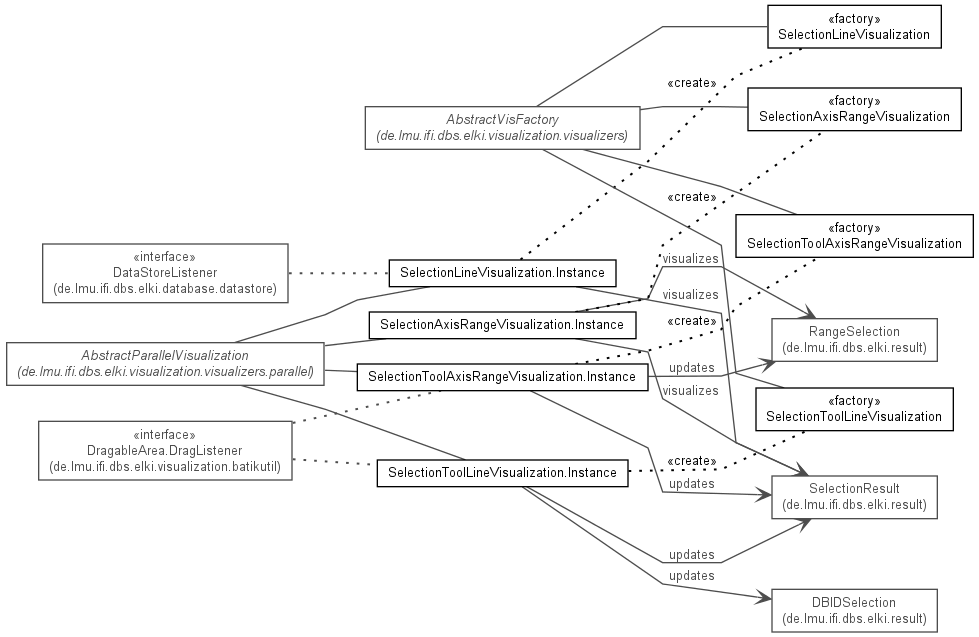 «factory»
SelectionLineVisualization
«create»
«factory»
SelectionAxisRangeVisualization
AbstractVisFactory
(de.lmu.ifi.dbs.elki.visualization.visualizers)
«create»
«factory»
SelectionToolAxisRangeVisualization
«interface»
DataStoreListener
(de.lmu.ifi.dbs.elki.database.datastore)
SelectionLineVisualization.Instance
visualizes
visualizes
SelectionAxisRangeVisualization.Instance
«create»
RangeSelection
(de.lmu.ifi.dbs.elki.result)
AbstractParallelVisualization
(de.lmu.ifi.dbs.elki.visualization.visualizers.parallel)
SelectionToolAxisRangeVisualization.Instance
updates
visualizes
«factory»
SelectionToolLineVisualization
«interface»
DragableArea.DragListener
(de.lmu.ifi.dbs.elki.visualization.batikutil)
SelectionToolLineVisualization.Instance
«create»
updates
SelectionResult
(de.lmu.ifi.dbs.elki.result)
updates
updates
DBIDSelection
(de.lmu.ifi.dbs.elki.result)